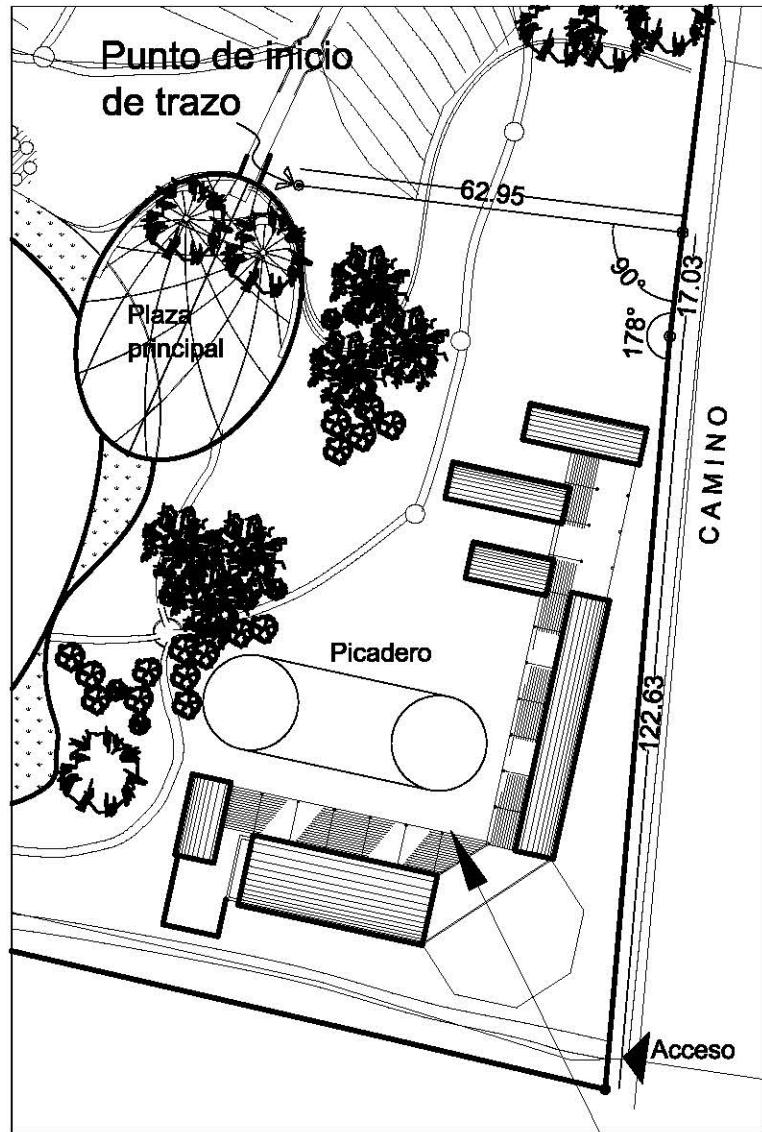 Punto de inicio
de trazo
62.95
90°
17.03
178°
Plaza
principal
CAMINO
Picadero
122.63
Acceso